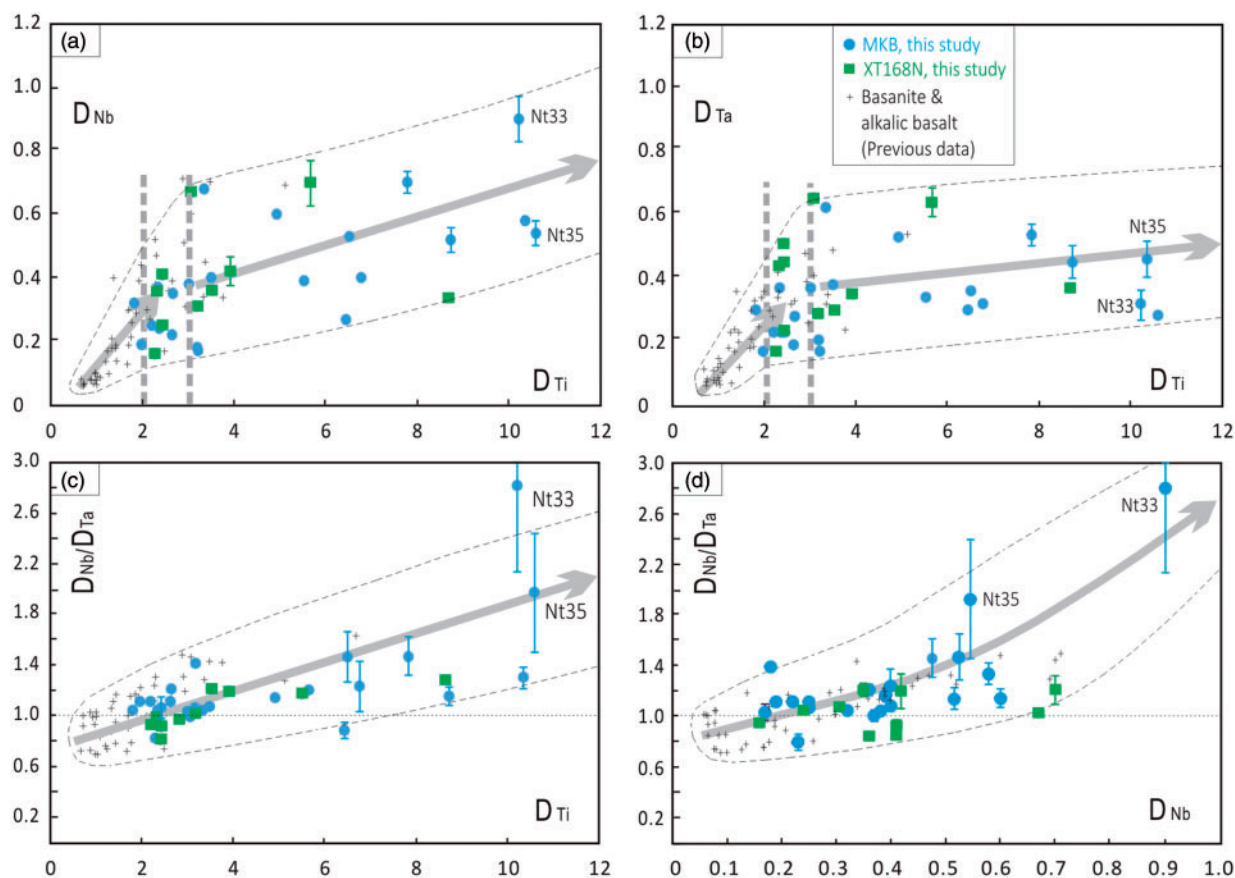 (a)
1.2
1.0
0.8
0.6
0.4
0.2
0
D Nb
Nt33
Nt35
D Ti
0 2 4 6 8 10 12
(b)
1.2
1.0
0.8
0.6
0.4
0.2
0
D Ta
MKB, this study
XT168N, this study
Basanite &
alkalic basalt
(Previous data)
Nt35
Nt33
D Ti
0 2 4 6 8 10 12
(c)
3.0
2.6
2.2
1.8
1.4
1.0
0.6
0.2
DNb/DTa
Nt33
Nt35
D Ti
0 2 4 6 8 10 12
(d)
3.0
2.6
2.2
1.8
1.4
1.0
0.6
0.2
DNb/DTa
Nt33
Nt35
D Nb
0 0.1 0.2 0.3 0.4 0.5 0.6 0.7 0.8 0.9 1.0